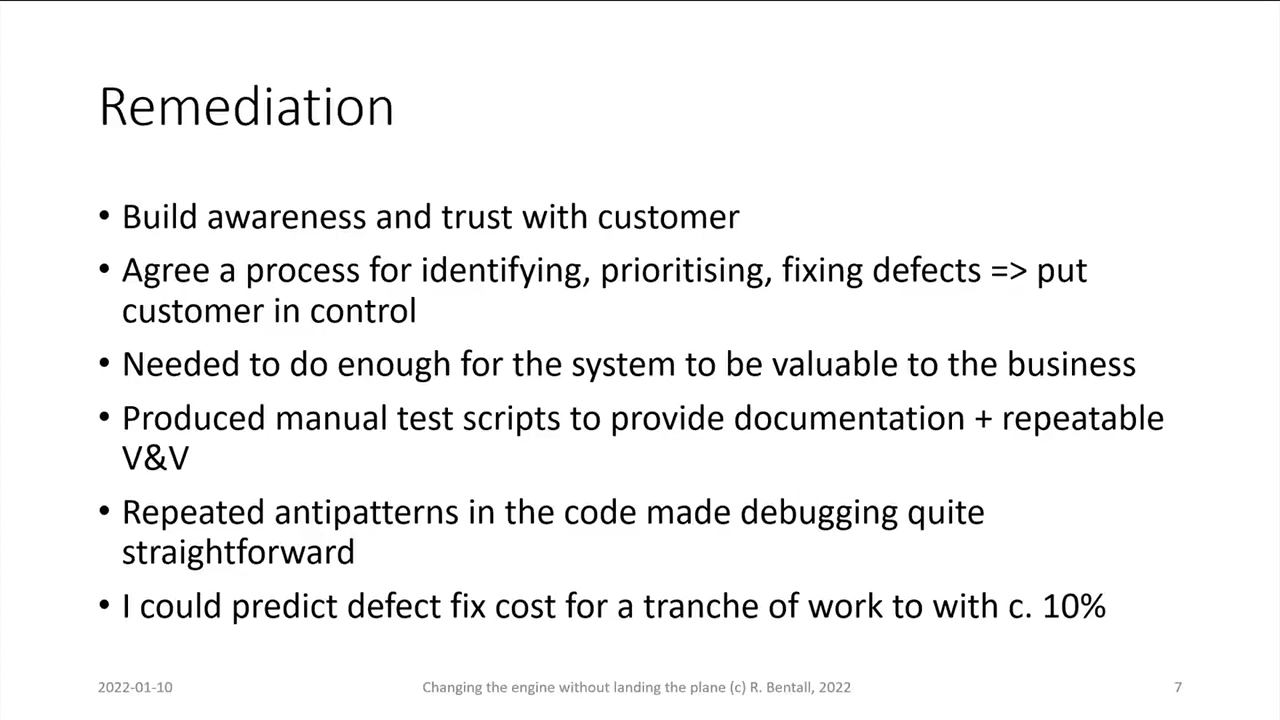 Remediation
• Build awareness and trust with customer
• Agree a process for identifying, prioritising, fixing defects => put
customer in control
• Needed to do enough for the system to be valuable to the business
• Produced manual test scripts to provide documentation + repeatable
V&V
• Repeated antipatterns in the code made debugging quite
straightforward
• I could predict defect fix cost for a tranche of work to with c. 10%
2022-01-10
Changing the engine without landing the plane (c) R. Bentall, 2022
7